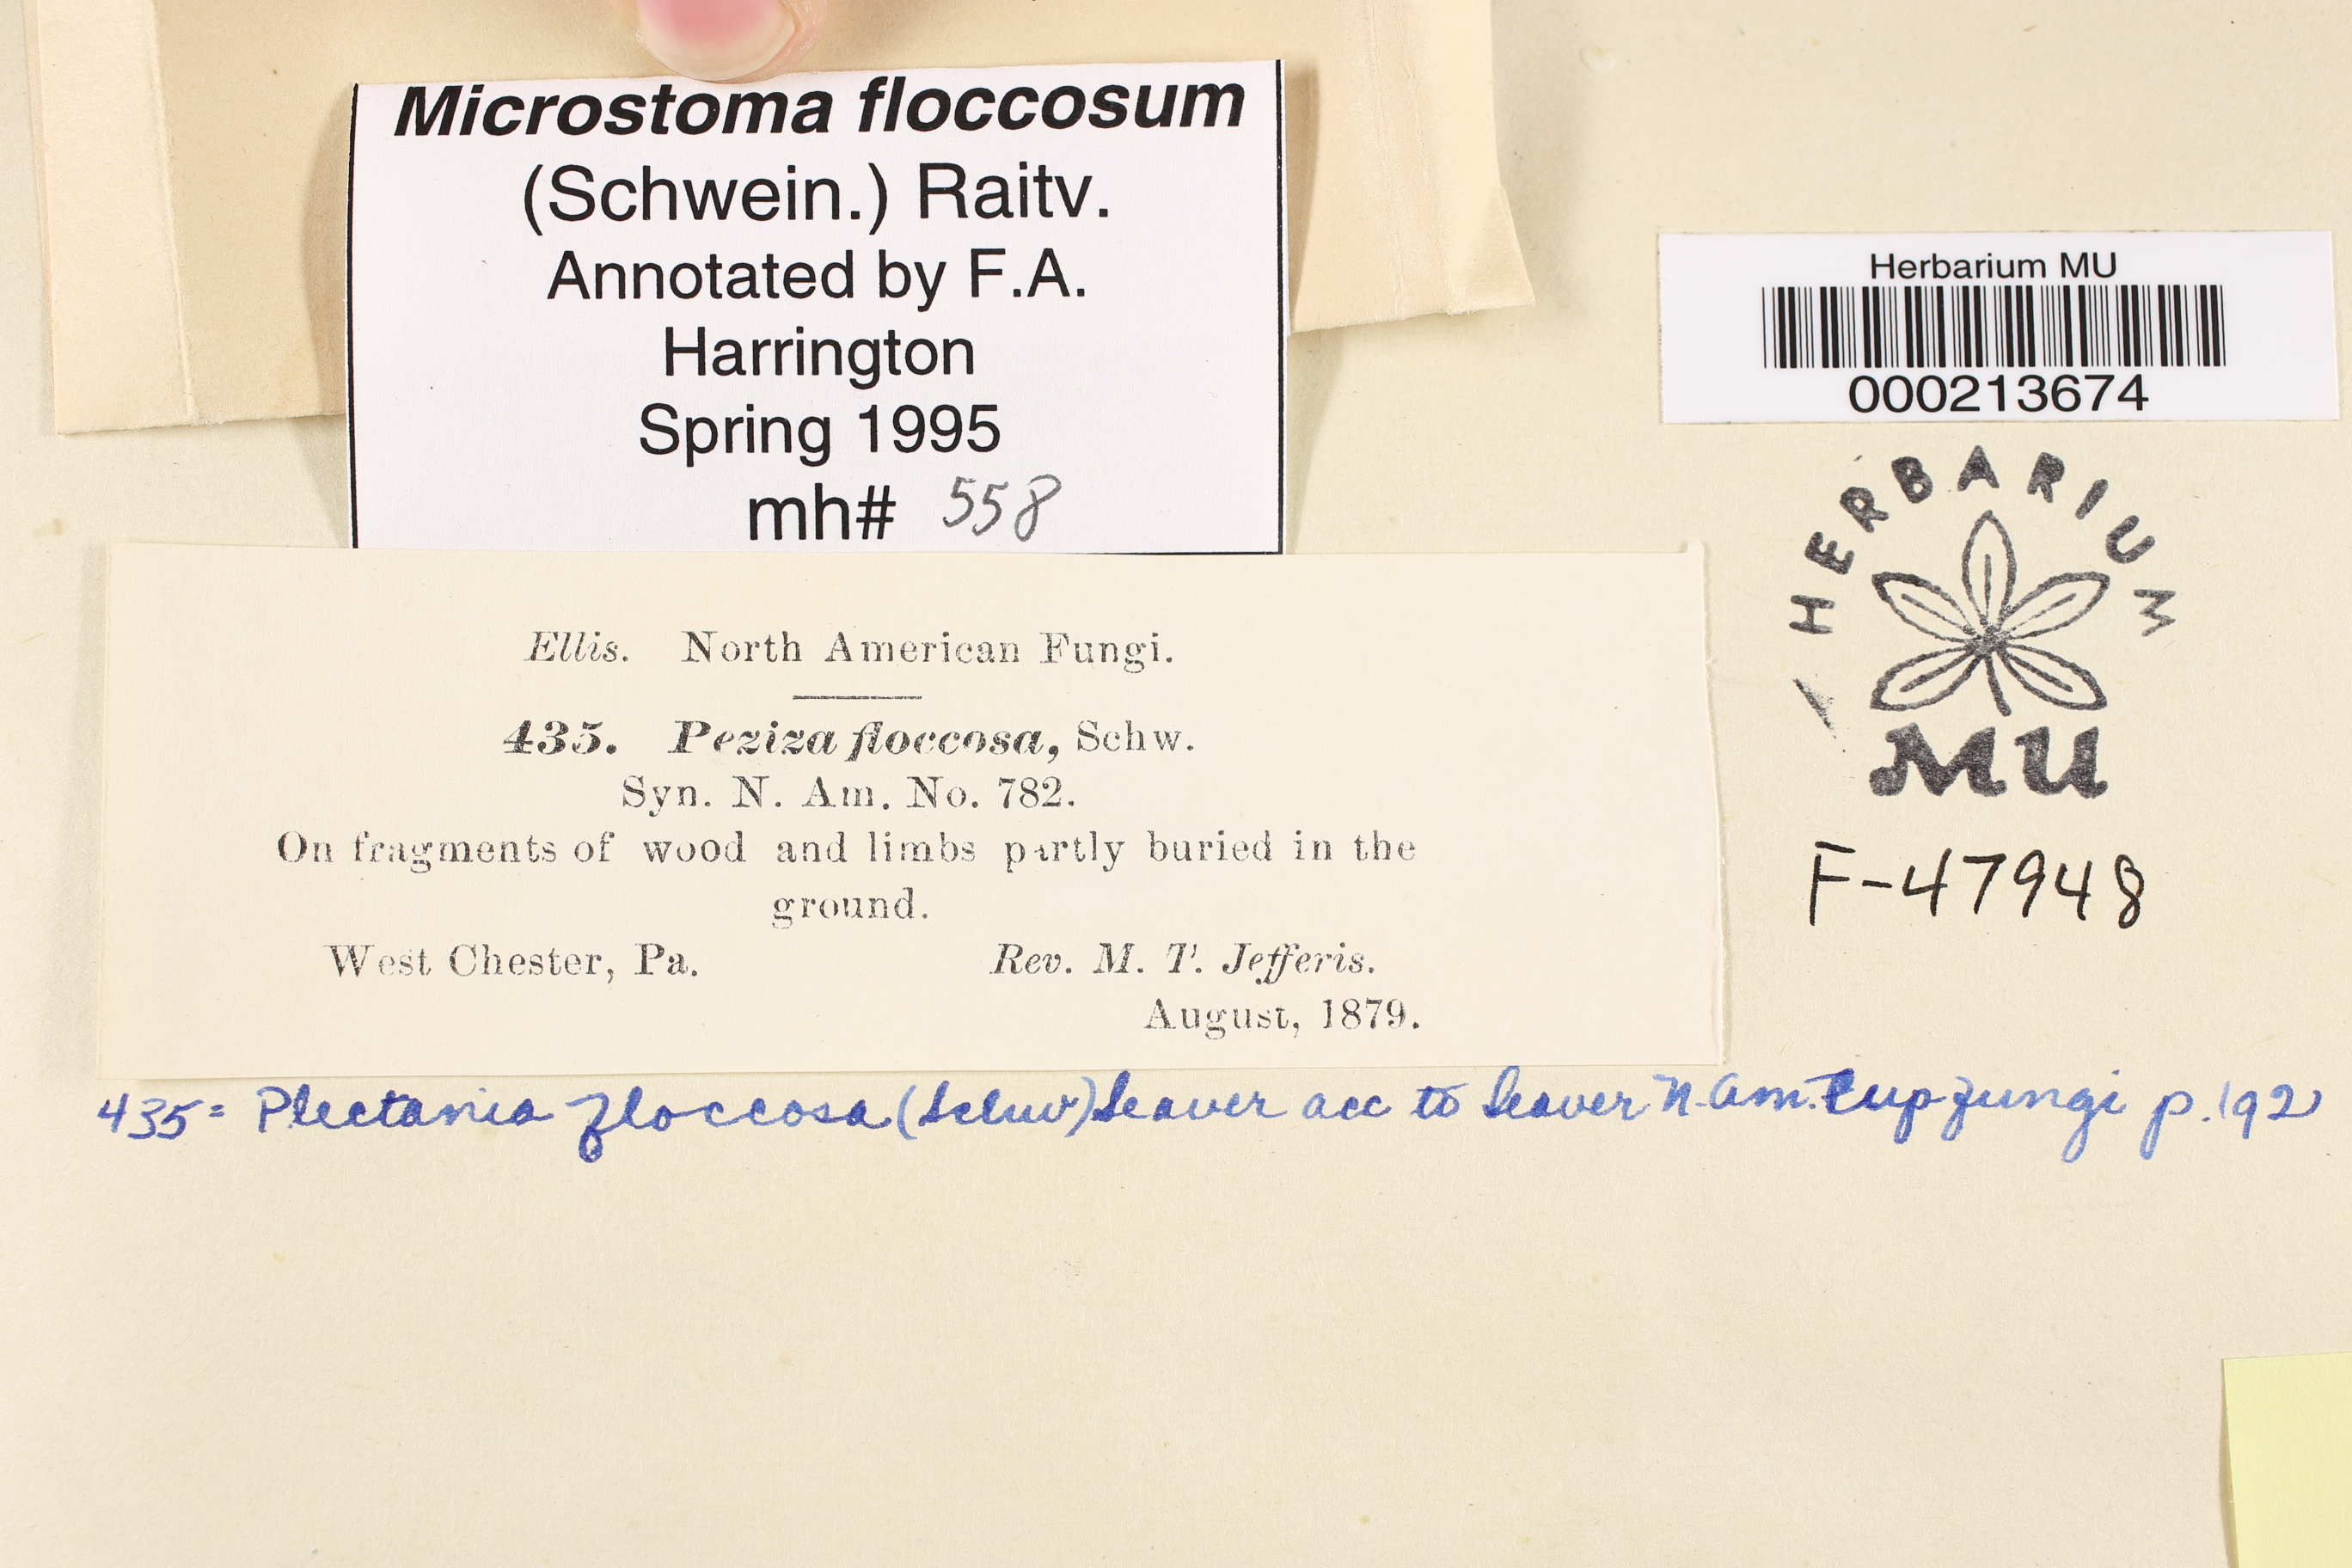 Microstoma floccosum
(Schwein.) Raitv.
Annotated by F.A.
Harrington
Spring 1995
mh# 558
Herbarium MU
000213674
HERBARIUM
MU
F-47948
Ellis. North American Fungi.
435. Peziza floccosa, Schw.
Syn. N. Am. No. 782.
On fragments of wood and limbs partly buried in the
ground.
West Chester, Pa. Rev. M. T. Jefferis.
August, 1879.
435 = Plectania floccosa (Schw) Seaver acc to Seaver N. Am. Cup Fungi p. 192